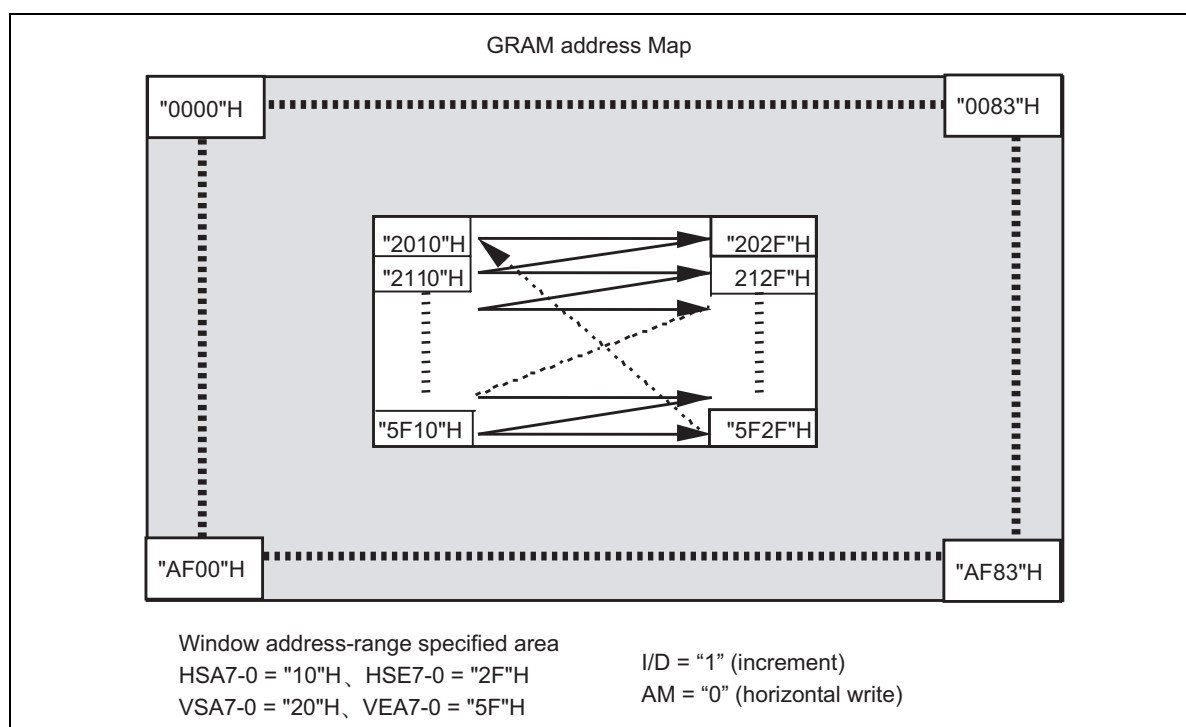 GRAM address Map
"0000"H
"0083"H
"2010"H
"202F"H
"2110"H
212F"H
"5F10"H
"5F2F"H
"AF00"H
"AF83"H
Window address-range specified area
HSA7-0 = "10"H、HSE7-0 = "2F"H
VSA7-0 = "20"H、VEA7-0 = "5F"H
I/D = “1” (increment)
AM = “0” (horizontal write)